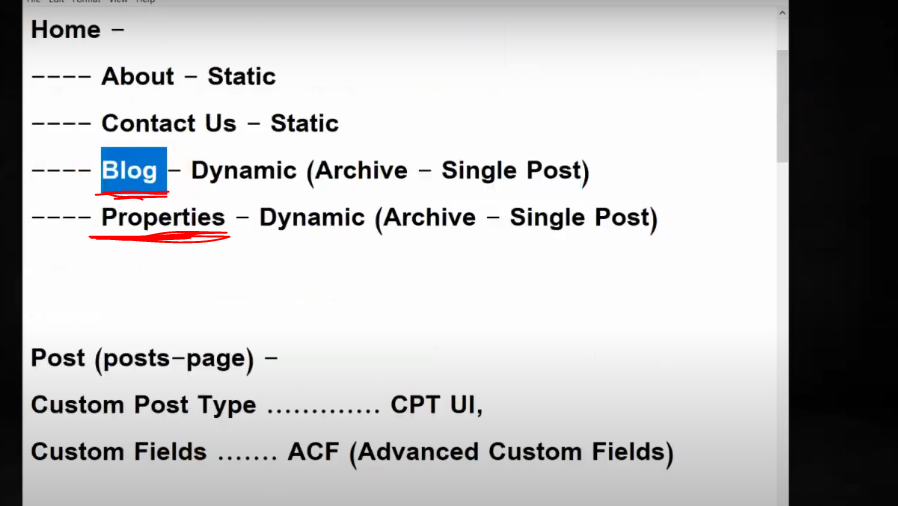 File Edit Format View Help
Home –
---- About – Static
---- Contact Us – Static
---- Blog – Dynamic (Archive – Single Post)
---- Properties – Dynamic (Archive – Single Post)
Post (posts-page) –
Custom Post Type ............. CPT UI,
Custom Fields ....... ACF (Advanced Custom Fields)